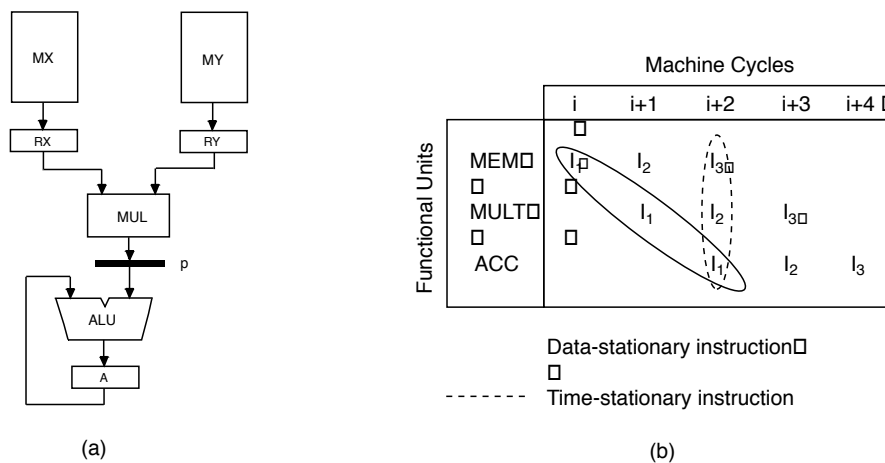 MX
MY
RX
RY
MUL
p
ALU
A
(a)
Machine Cycles
i i+1 i+2 i+3 i+4
Functional Units
MEM I₁ I₂ I₃
MULT I₁ I₂ I₃
ACC I₁ I₂ I₃
Data-stationary instruction
Time-stationary instruction
(b)